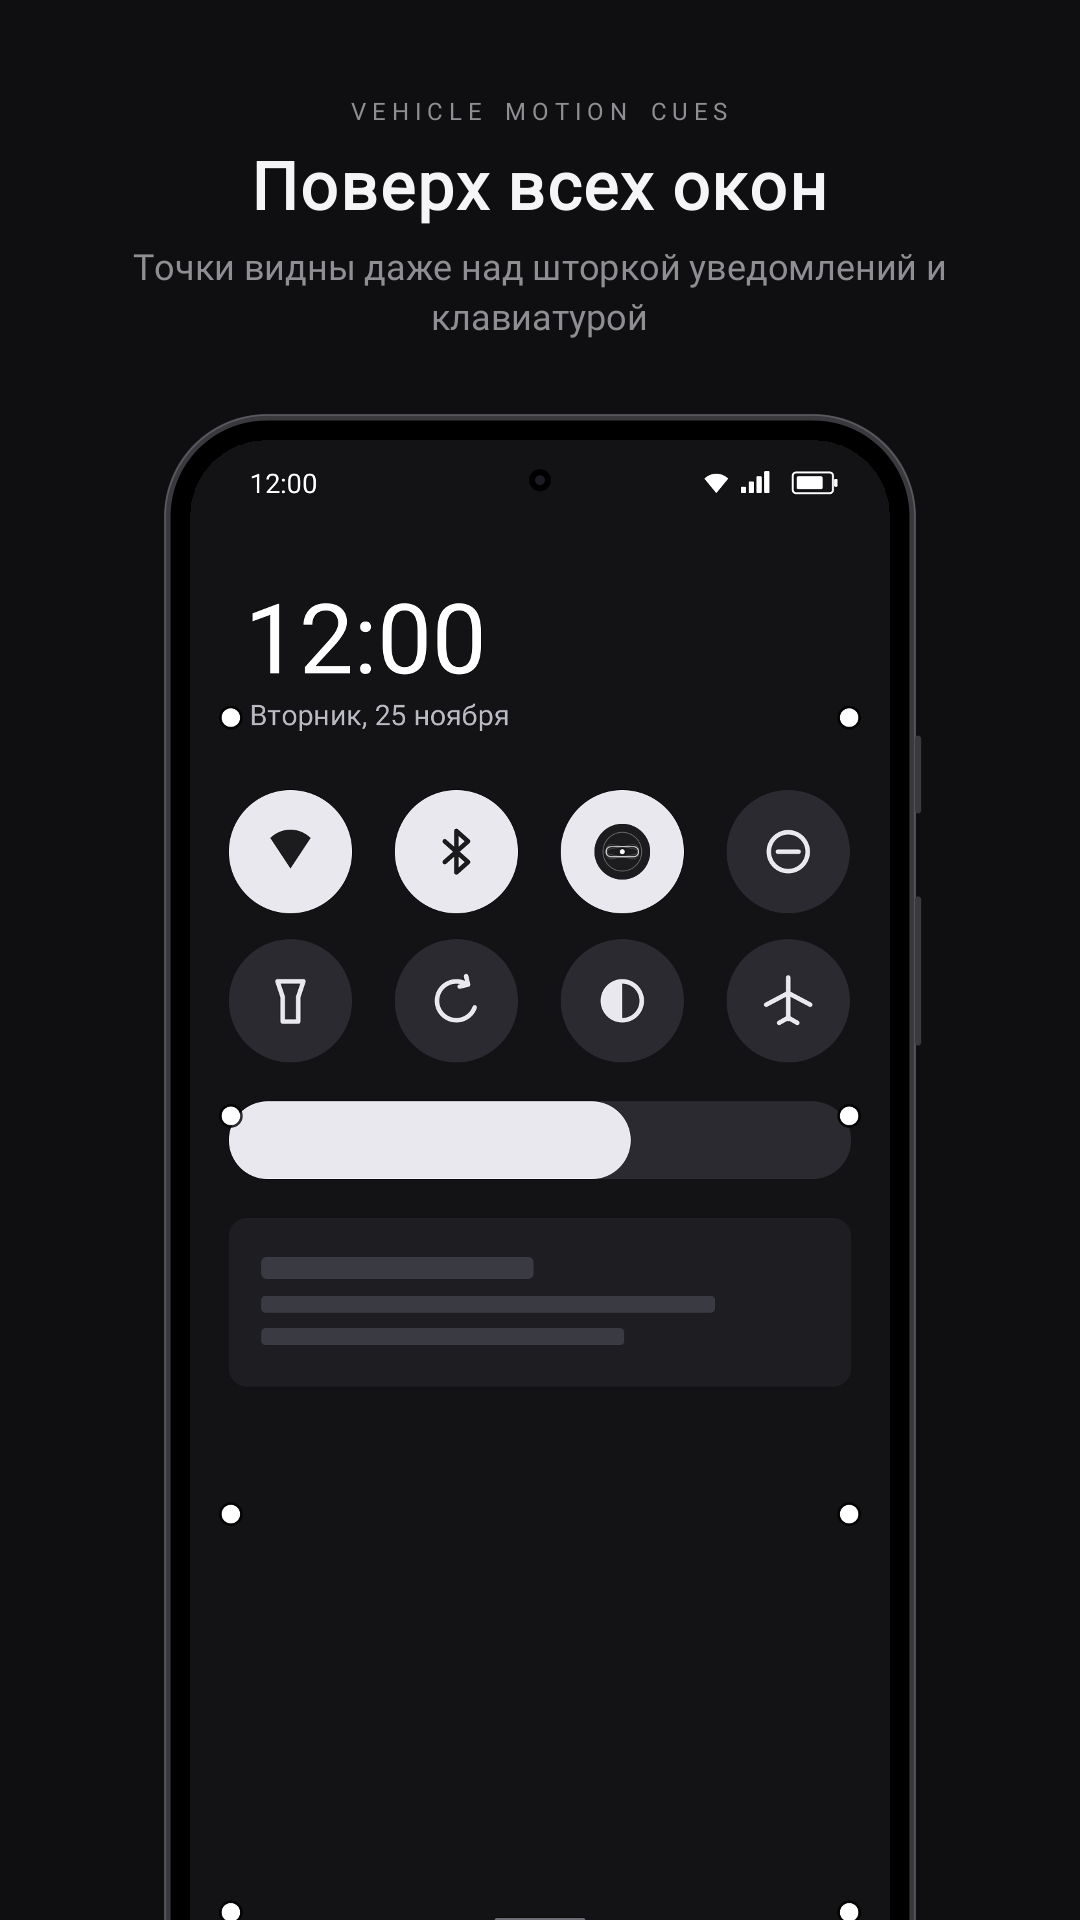 VEHICLE MOTION CUES
Поверх всех окон
Точки видны даже над шторкой уведомлений и
клавиатурой
12:00
12:00
Вторник, 25 ноября